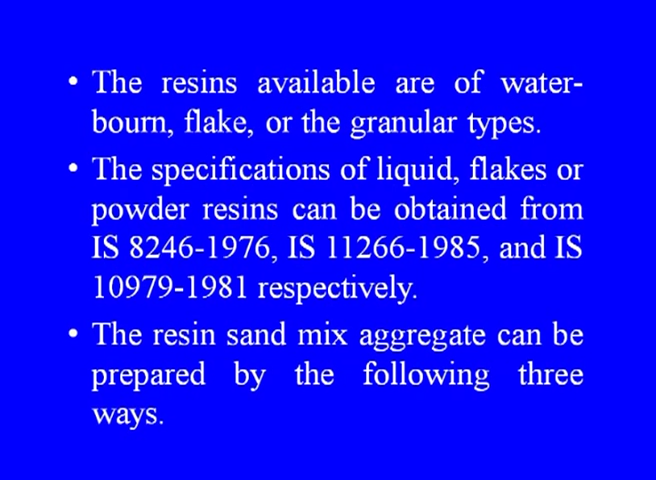 • The resins available are of water-
bourn, flake, or the granular types.
• The specifications of liquid, flakes or
powder resins can be obtained from
IS 8246-1976, IS 11266-1985, and IS
10979-1981 respectively.
• The resin sand mix aggregate can be
prepared by the following three
ways.